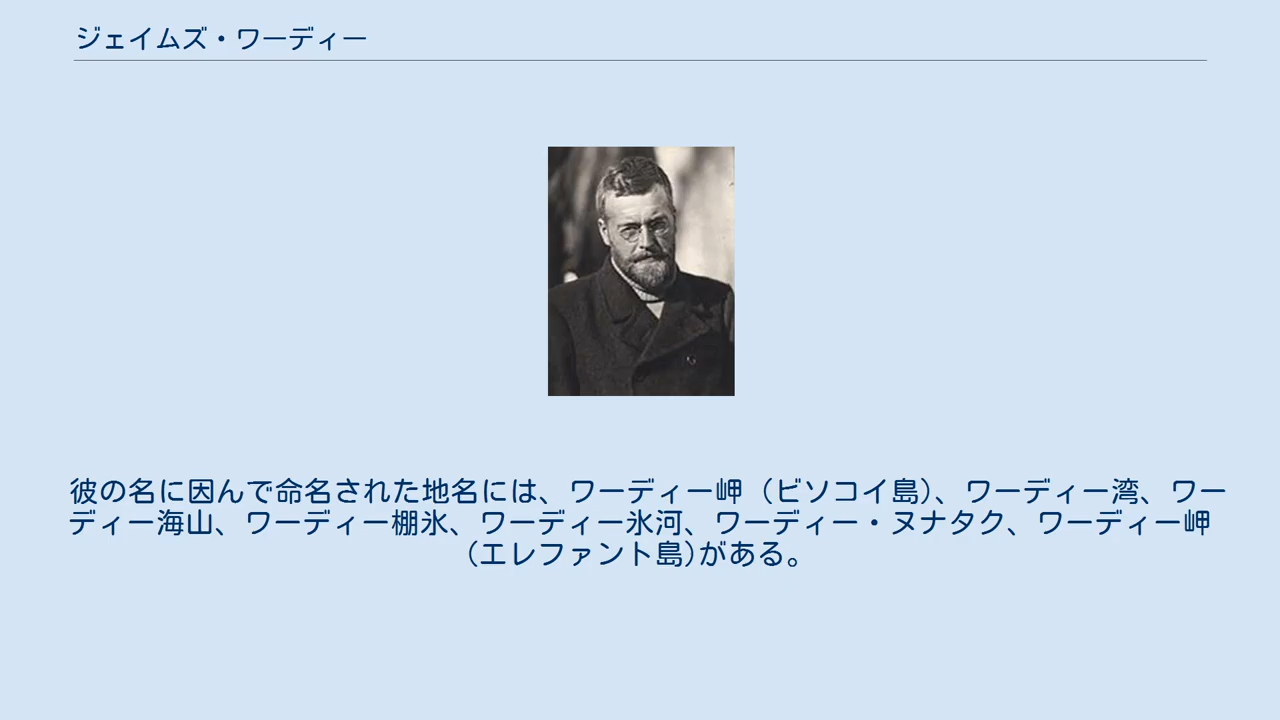 ジェイムズ・ワーディー
彼の名に因んで命名された地名には、ワーディー岬（ビソコイ島）、ワーディー湾、ワー
ディー海山、ワーディー棚氷、ワーディー氷河、ワーディー・ヌナタク、ワーディー岬
（エレファント島）がある。